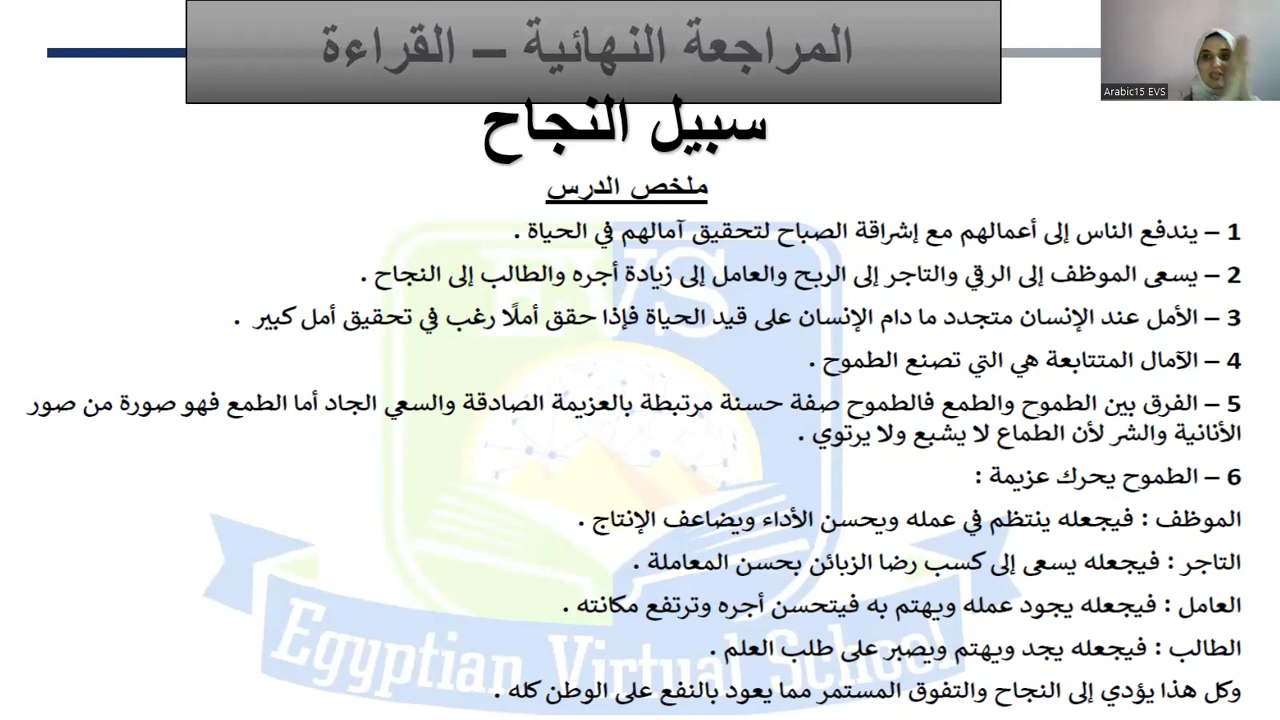 المراجعة النهائية – القراءة
Arabic15 EVS
سبيل النجاح
ملخص الدرس
1 – يندفع الناس إلى أعمالهم مع إشراقة الصباح لتحقيق آمالهم في الحياة .
2 – يسعى الموظف إلى الرقي والتاجر إلى الربح والعامل إلى زيادة أجره والطالب إلى النجاح .
3 – الأمل عند الإنسان متجدد ما دام الإنسان على قيد الحياة فإذا حقق أملًا رغب في تحقيق أمل كبير .
4 – الآمال المتتابعة هي التي تصنع الطموح .
5 – الفرق بين الطموح والطمع فالطموح صفة حسنة مرتبطة بالعزيمة الصادقة والسعي الجاد أما الطمع فهو صورة من صور
الأنانية والشر لأن الطماع لا يشبع ولا يرتوي .
6 – الطموح يحرك عزيمة :
الموظف : فيجعله ينتظم في عمله ويحسن الأداء ويضاعف الإنتاج .
التاجر : فيجعله يسعى إلى كسب رضا الزبائن بحسن المعاملة .
العامل : فيجعله يجود عمله ويهتم به فيتحسن أجره وترتفع مكانته .
الطالب : فيجعله يجد ويهتم ويصبر على طلب العلم .
وكل هذا يؤدي إلى النجاح والتفوق المستمر مما يعود بالنفع على الوطن كله .
EVS
Egyptian Virtual School